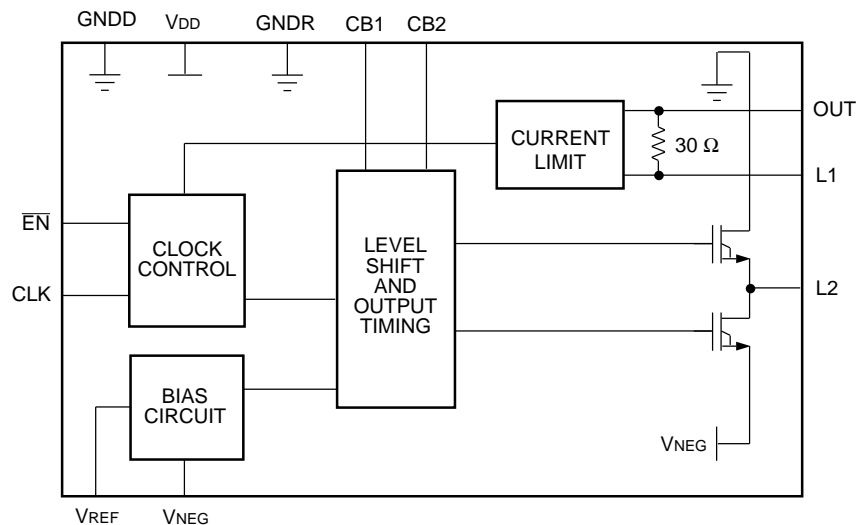 GNDD VDD GNDR CB1 CB2
OUT
CURRENT
LIMIT
30 Ω
L1
EN
CLOCK
CONTROL
CLK
LEVEL
SHIFT
AND
OUTPUT
TIMING
L2
BIAS
CIRCUIT
VNEG
VREF VNEG